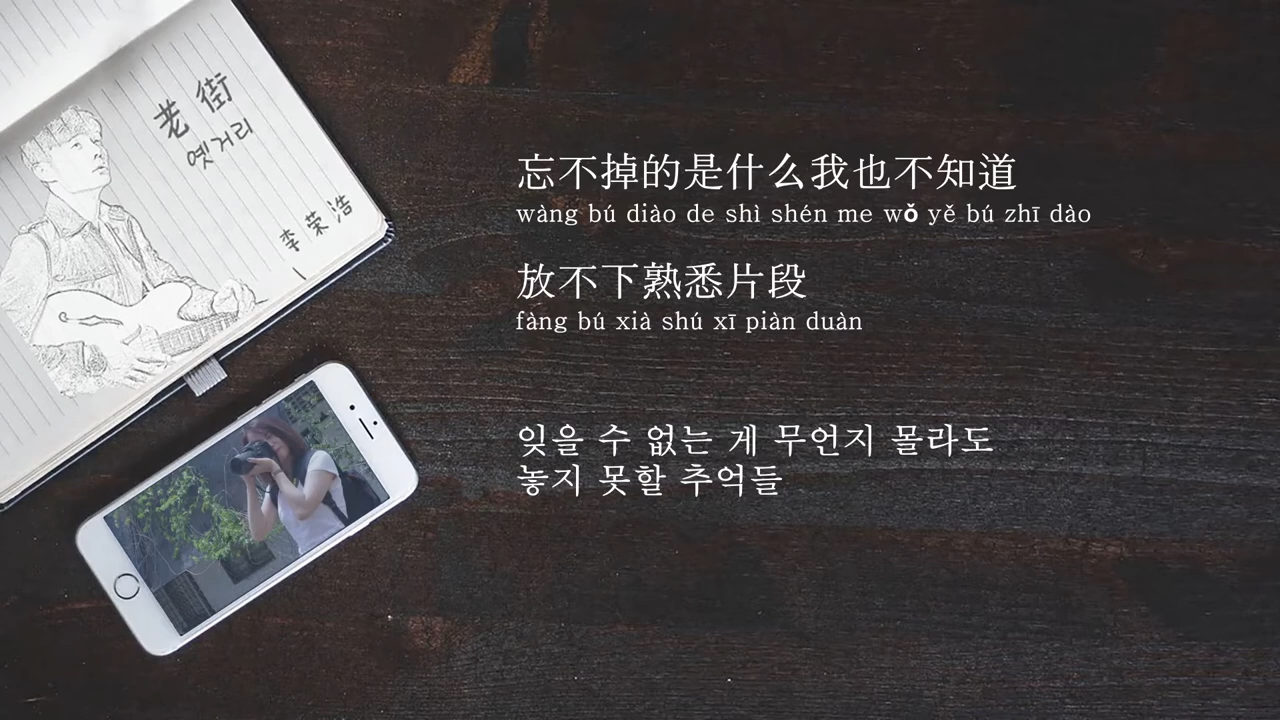 老街
옛거리
李荣浩
忘不掉的是什么我也不知道
wàng bú diào de shì shén me wǒ yě bú zhī dào
放不下熟悉片段
fàng bú xià shú xī piàn duàn
잊을 수 없는 게 무언지 몰라도
놓지 못할 추억들